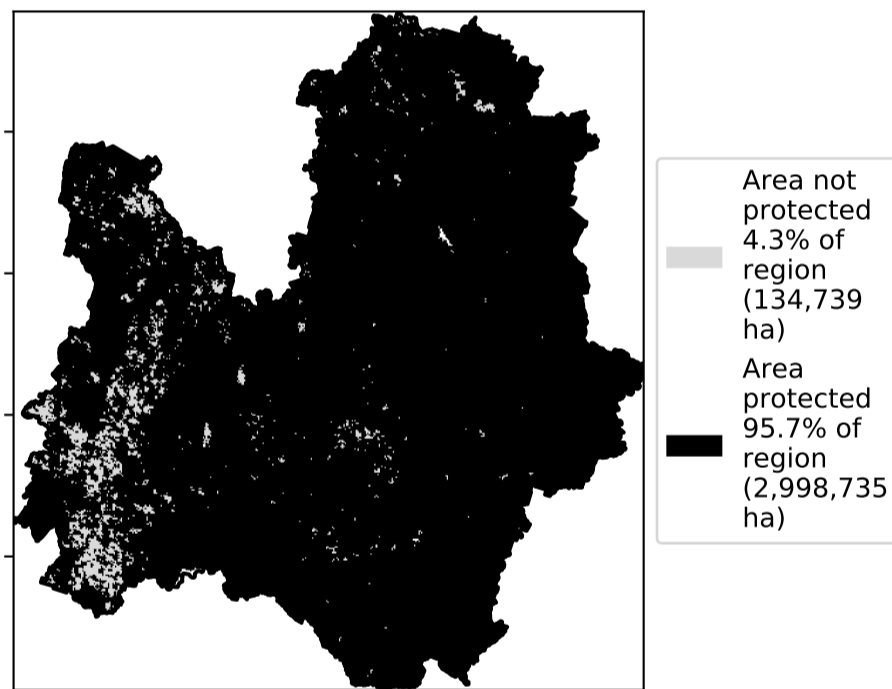 Area not
protected
4.3% of
region
(134,739
ha)
Area
protected
95.7% of
region
(2,998,735
ha)